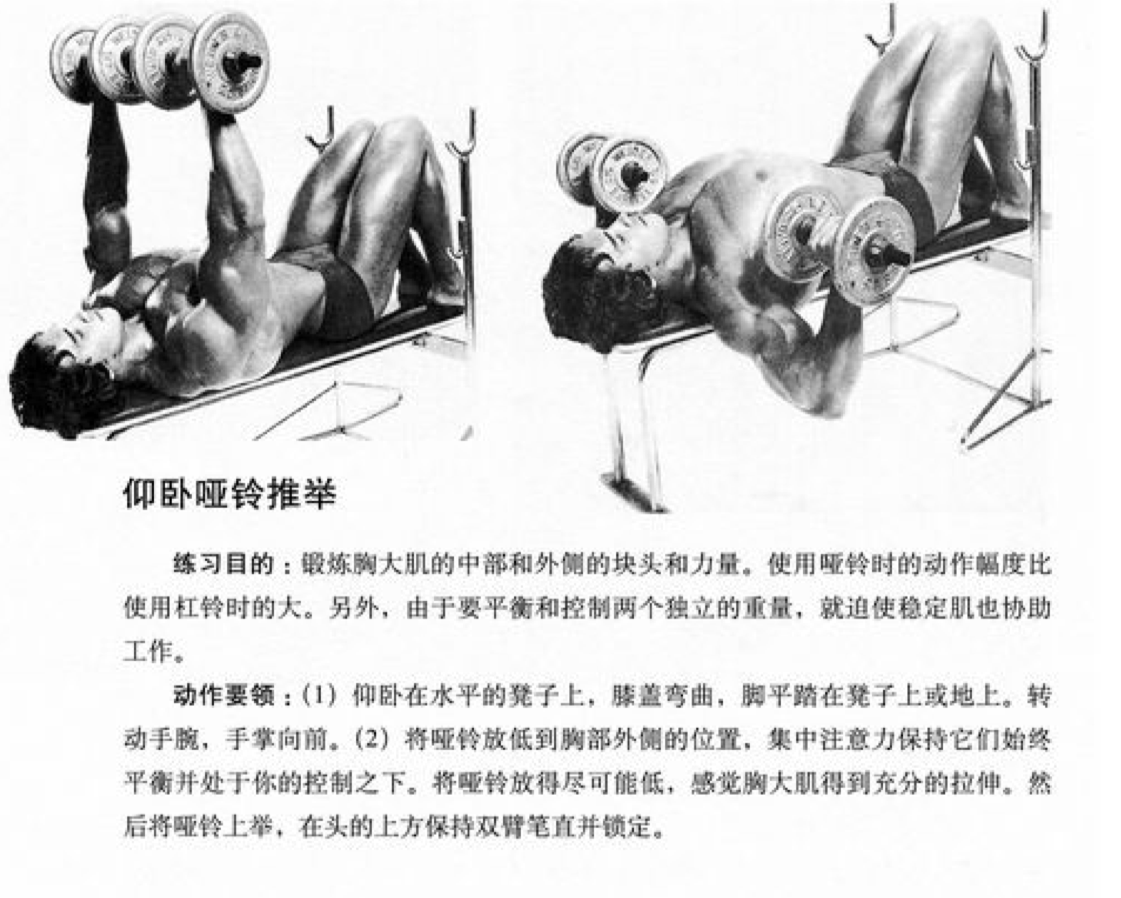 仰卧哑铃推举
练习目的：锻炼胸大肌的中部和外侧的块头和力量。使用哑铃时的动作幅度比
使用杠铃时的大。另外，由于要平衡和控制两个独立的重量，就迫使稳定肌也协助
工作。
动作要领：(1) 仰卧在水平的凳子上，膝盖弯曲，脚平踏在凳子上或地上。转
动手腕，手掌向前。(2) 将哑铃放低到胸部外侧的位置，集中注意力保持它们始终
平衡并处于你的控制之下。将哑铃放得尽可能低，感觉胸大肌得到充分的拉伸。然
后将哑铃上举，在头的上方保持双臂笔直并锁定。